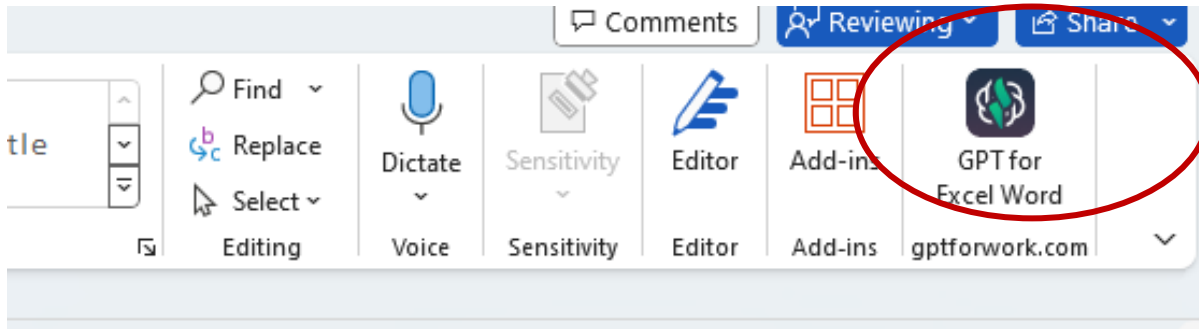 Comments
Reviewing
Share
tle
Find
Replace
Select
Editing
Dictate
Voice
Sensitivity
Sensitivity
Editor
Editor
Add-ins
Add-ins
GPT for
Excel Word
gptforwork.com